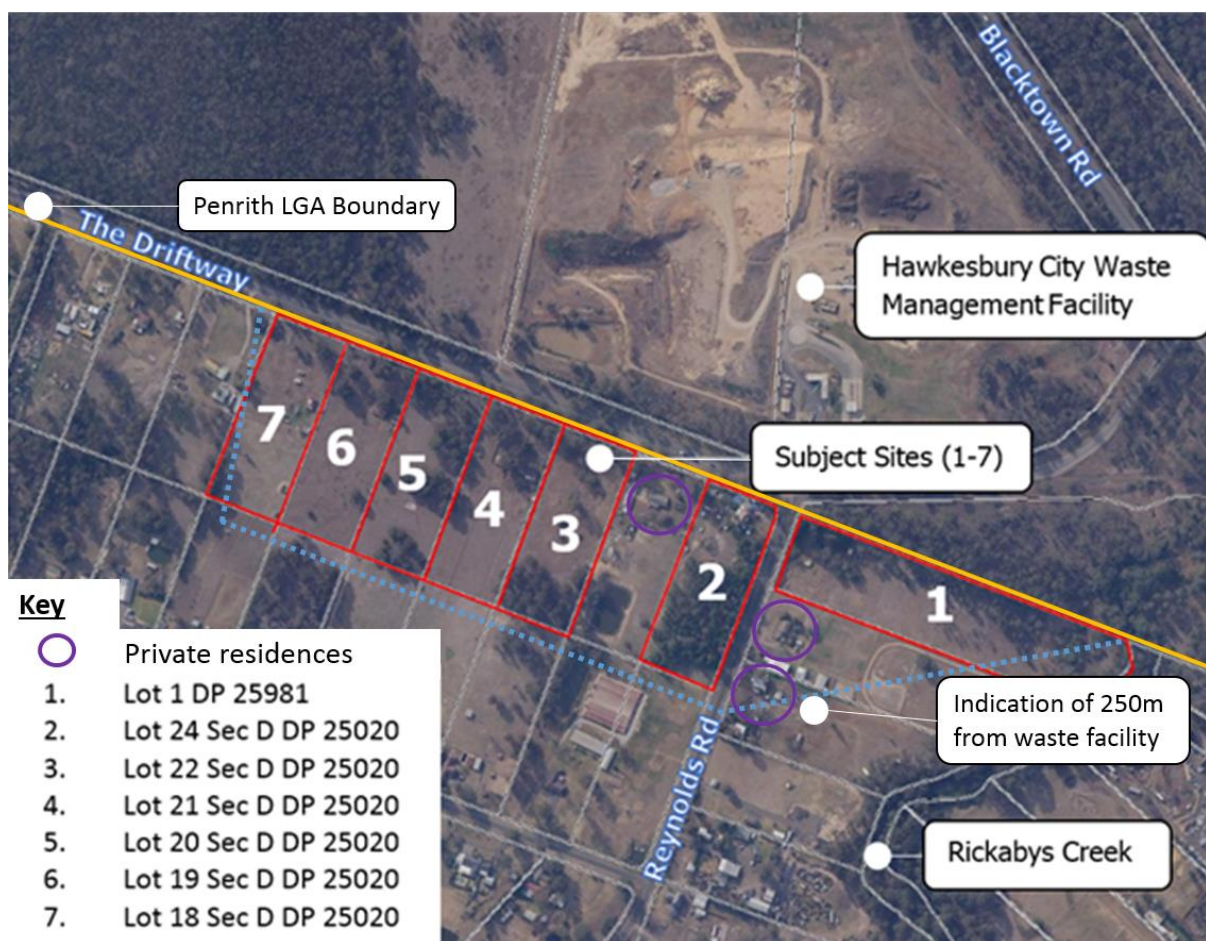 Blacktown Rd
Penrith LGA Boundary
The Driftway
Hawkesbury City Waste
Management Facility
Subject Sites (1-7)
7
6
5
4
3
2
1
Key
Private residences
1. Lot 1 DP 25981
2. Lot 24 Sec D DP 25020
3. Lot 22 Sec D DP 25020
4. Lot 21 Sec D DP 25020
5. Lot 20 Sec D DP 25020
6. Lot 19 Sec D DP 25020
7. Lot 18 Sec D DP 25020
Indication of 250m
from waste facility
Reynolds Rd
Rickabys Creek